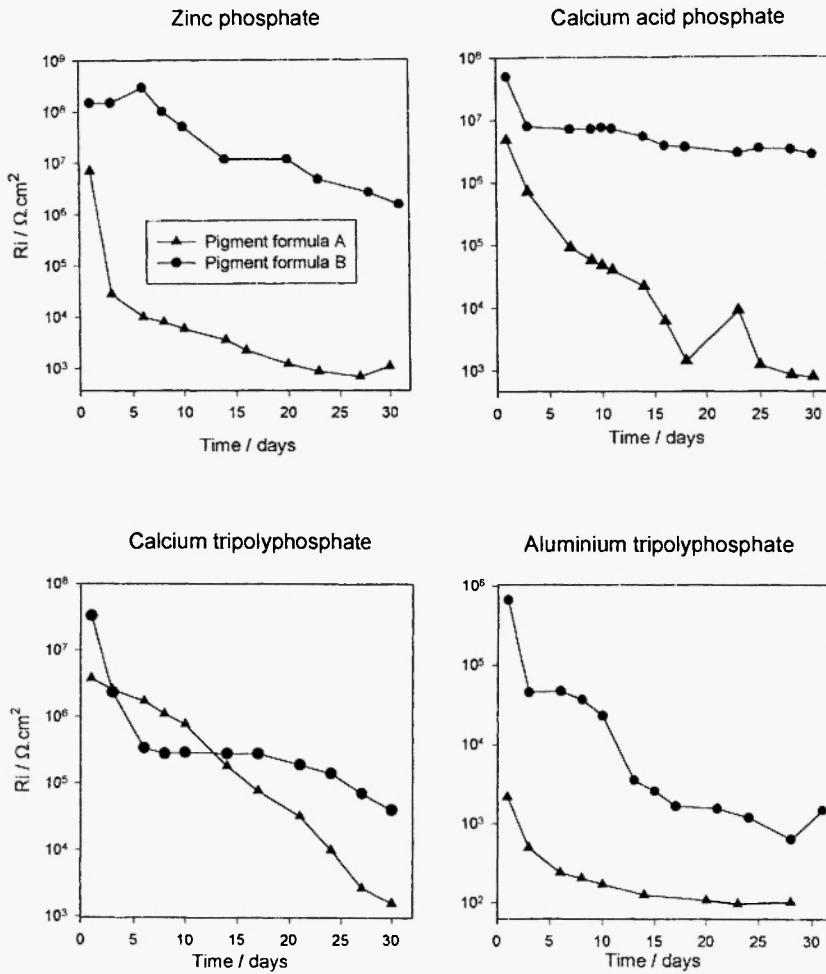 Zinc phosphate
Calcium acid phosphate
10⁹
10⁸
10⁷
10⁶
10⁵
10⁴
10³
Ri / Ω.cm²
Pigment formula A
Pigment formula B
0 5 10 15 20 25 30
Time / days
10⁸
10⁷
10⁶
10⁵
10⁴
10³
0 5 10 15 20 25 30
Time / days
Calcium tripolyphosphate
Aluminium tripolyphosphate
10⁸
10⁷
10⁶
10⁵
10⁴
10³
Ri / Ω.cm²
0 5 10 15 20 25 30
Time / days
10⁶
10⁵
10⁴
10³
10²
0 5 10 15 20 25 30
Time / days